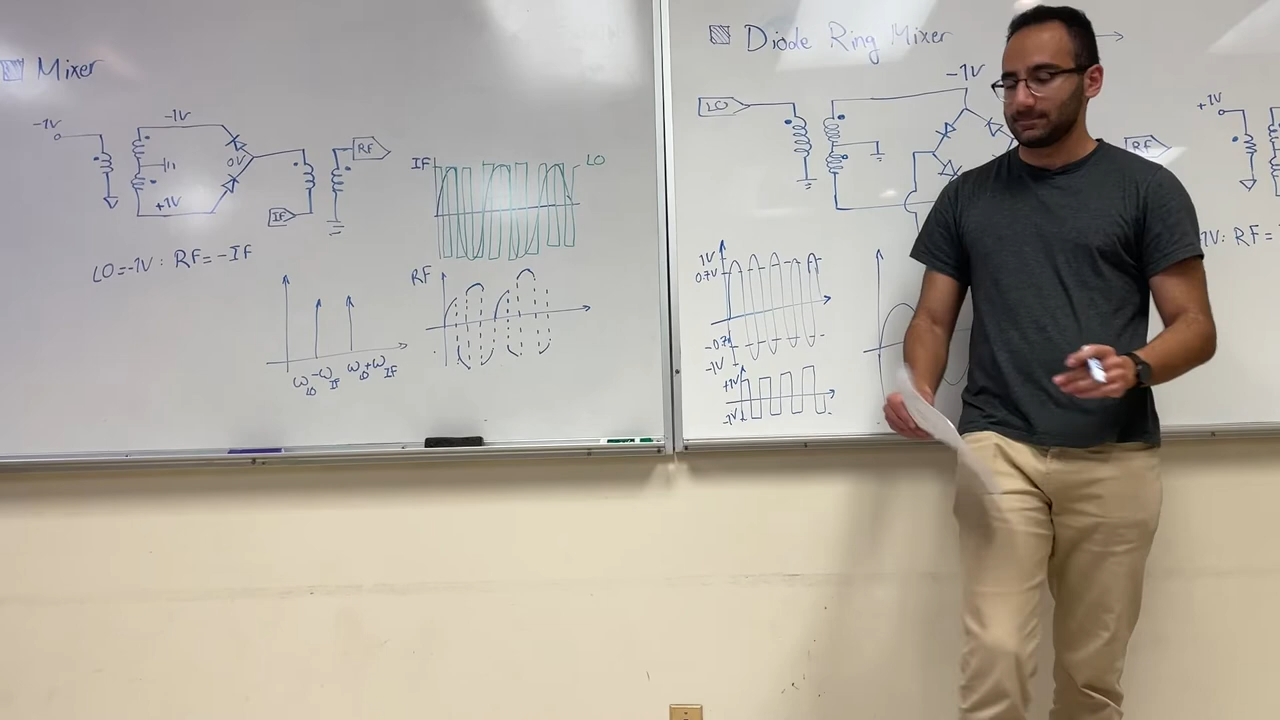 Mixer
-1V
-1V
0V
+1V
RF
IF
LO=-1V: RF=-IF
IF
LO
RF
ω_LO-ω_IF
ω_LO+ω_IF
Diode Ring Mixer
-1V
LO
RF
1V
0.7V
-0.7
-1V
+1V
-1V
+1V
1V: RF=